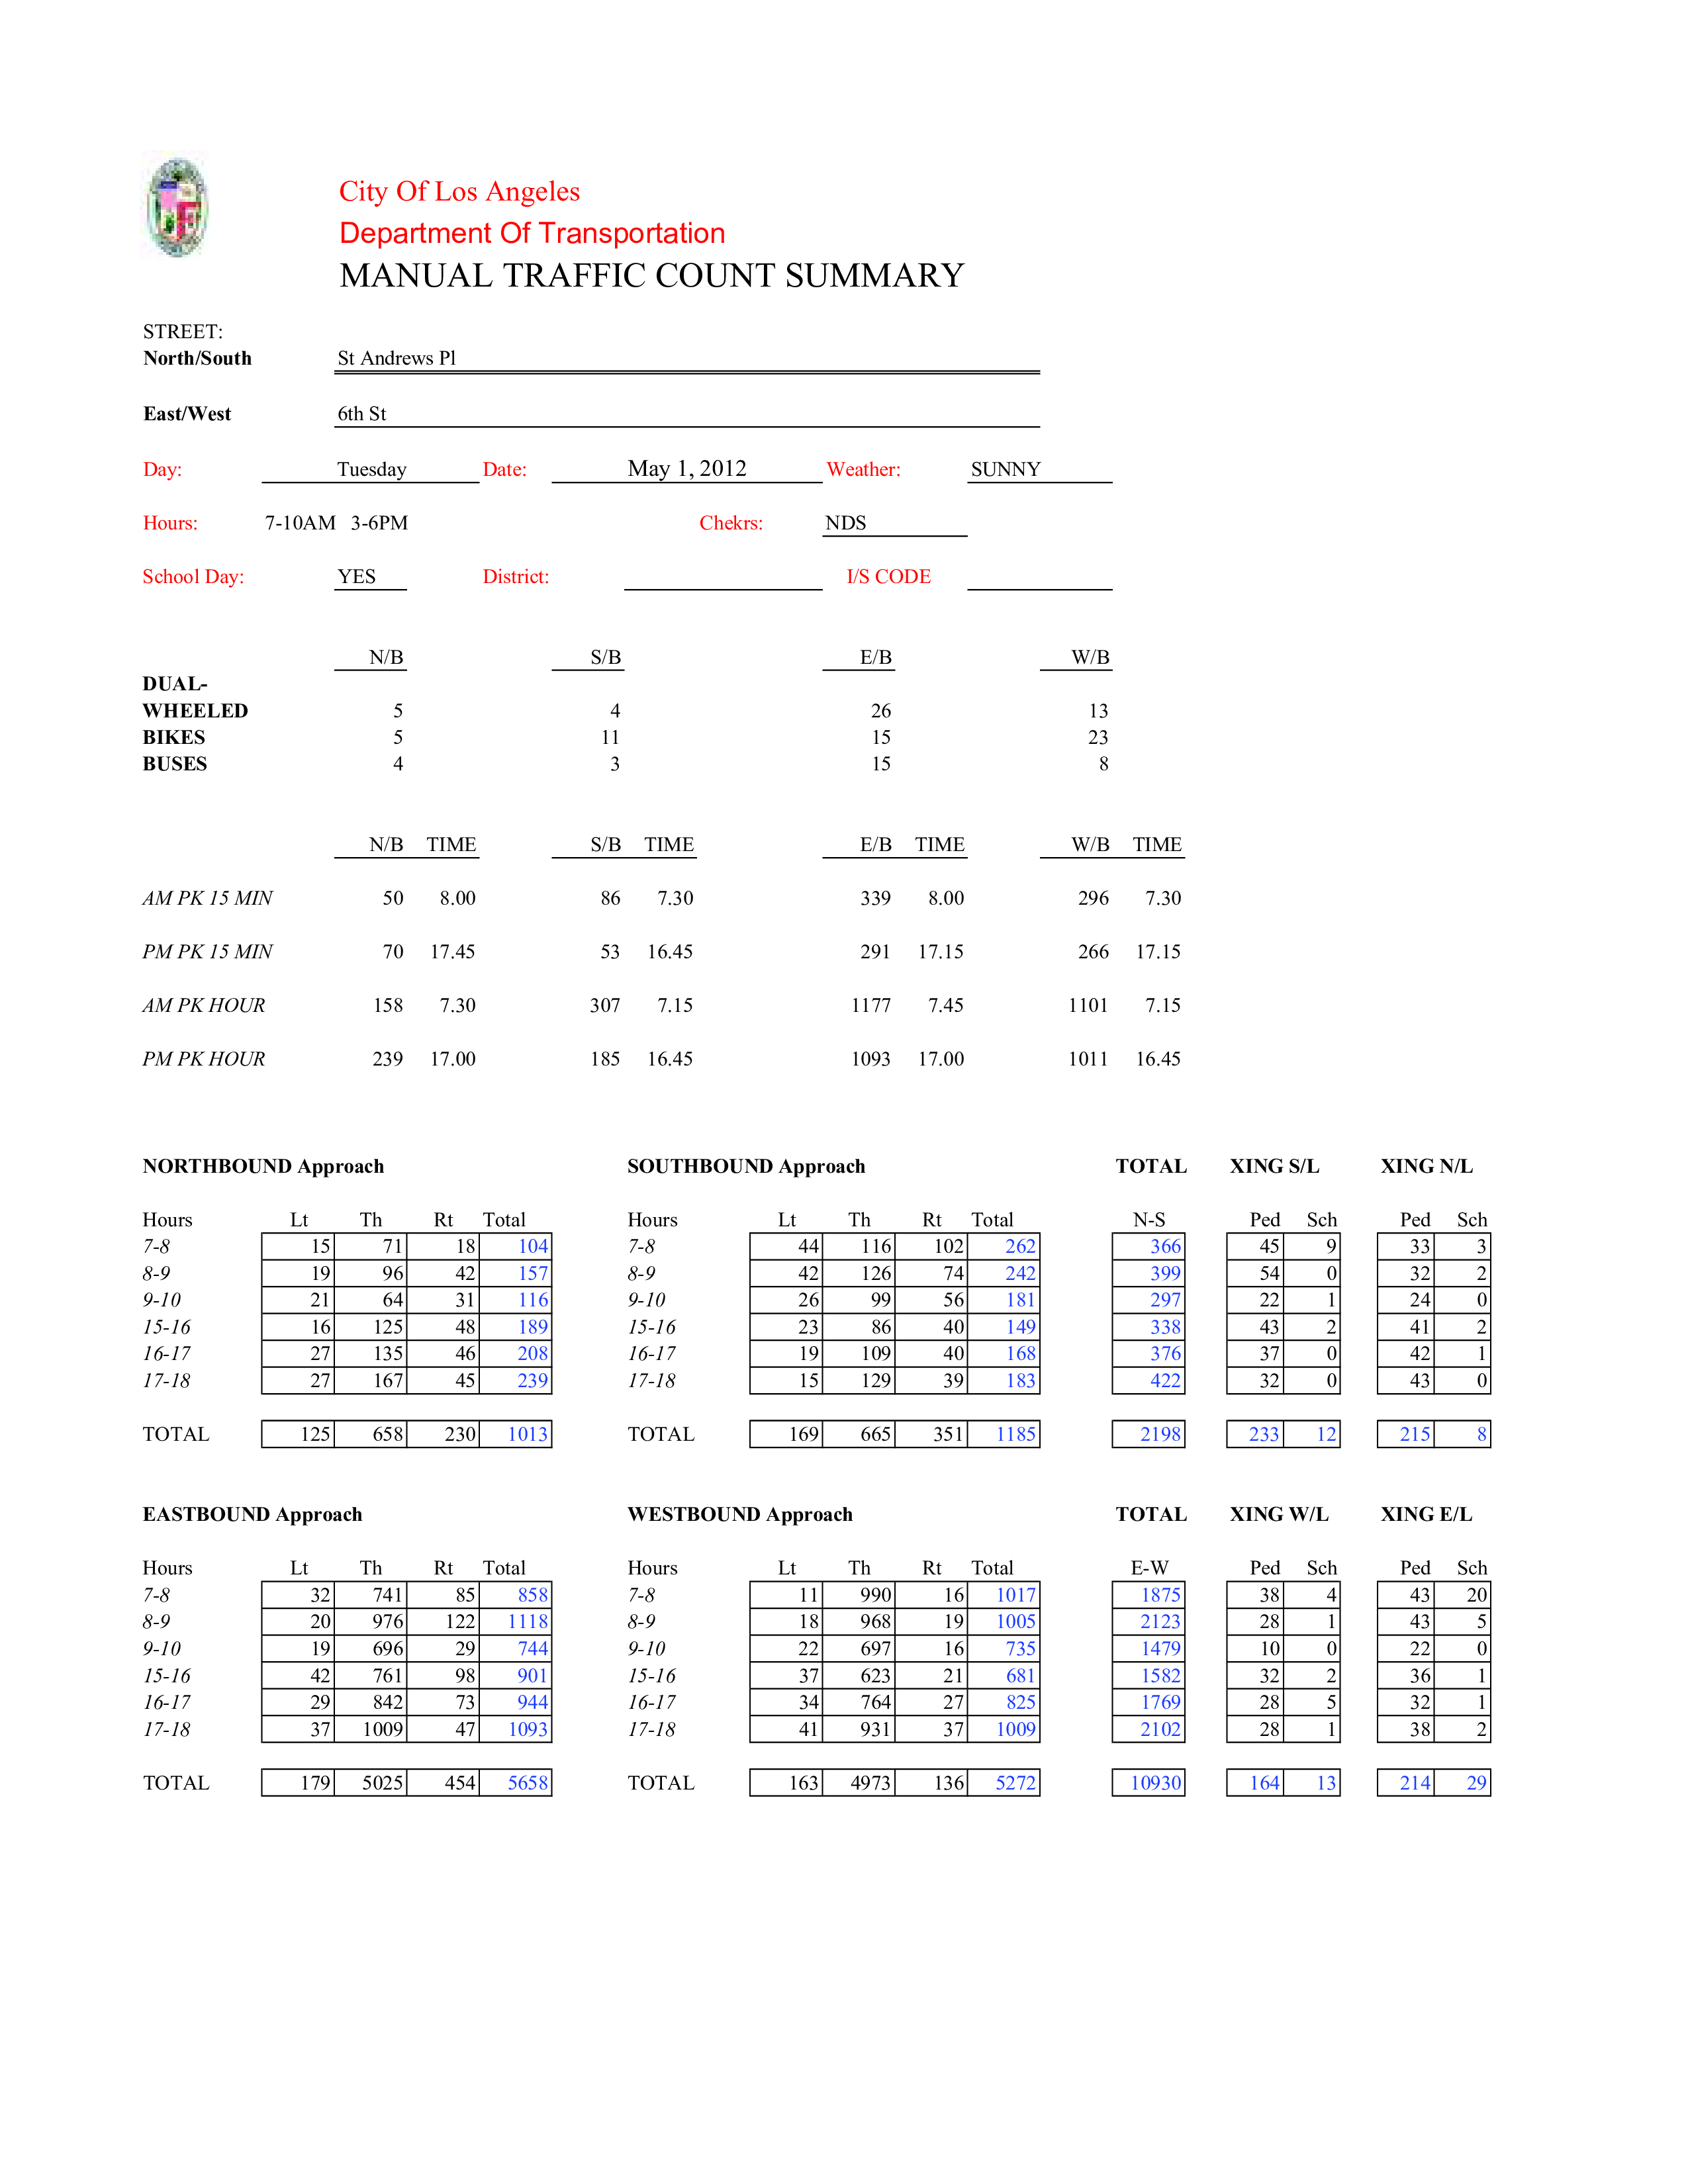 City Of Los Angeles
Department Of Transportation
MANUAL TRAFFIC COUNT SUMMARY
STREET:
North/South St Andrews Pl
East/West 6th St
Day: Tuesday Date: May 1, 2012 Weather: SUNNY
Hours: 7-10AM 3-6PM Chekrs: NDS
School Day: YES District: I/S CODE
N/B S/B E/B W/B
DUAL-
WHEELED 5 4 26 13
BIKES 5 11 15 23
BUSES 4 3 15 8
N/B TIME S/B TIME E/B TIME W/B TIME
AM PK 15 MIN 50 8.00 86 7.30 339 8.00 296 7.30
PM PK 15 MIN 70 17.45 53 16.45 291 17.15 266 17.15
AM PK HOUR 158 7.30 307 7.15 1177 7.45 1101 7.15
PM PK HOUR 239 17.00 185 16.45 1093 17.00 1011 16.45
NORTHBOUND Approach SOUTHBOUND Approach TOTAL XING S/L XING N/L
Hours Lt Th Rt Total Hours Lt Th Rt Total N-S Ped Sch Ped Sch
7-8 15 71 18 104 7-8 44 116 102 262 366 45 9 33 3
8-9 19 96 42 157 8-9 42 126 74 242 399 54 0 32 2
9-10 21 64 31 116 9-10 26 99 56 181 297 22 1 24 0
15-16 16 125 48 189 15-16 23 86 40 149 338 43 2 41 2
16-17 27 135 46 208 16-17 19 109 40 168 376 37 0 42 1
17-18 27 167 45 239 17-18 15 129 39 183 422 32 0 43 0
TOTAL 125 658 230 1013 TOTAL 169 665 351 1185 2198 233 12 215 8
EASTBOUND Approach WESTBOUND Approach TOTAL XING W/L XING E/L
Hours Lt Th Rt Total Hours Lt Th Rt Total E-W Ped Sch Ped Sch
7-8 32 741 85 858 7-8 11 990 16 1017 1875 38 4 43 20
8-9 20 976 122 1118 8-9 18 968 19 1005 2123 28 1 43 5
9-10 19 696 29 744 9-10 22 697 16 735 1479 10 0 22 0
15-16 42 761 98 901 15-16 37 623 21 681 1582 32 2 36 1
16-17 29 842 73 944 16-17 34 764 27 825 1769 28 5 32 1
17-18 37 1009 47 1093 17-18 41 931 37 1009 2102 28 1 38 2
TOTAL 179 5025 454 5658 TOTAL 163 4973 136 5272 10930 164 13 214 29